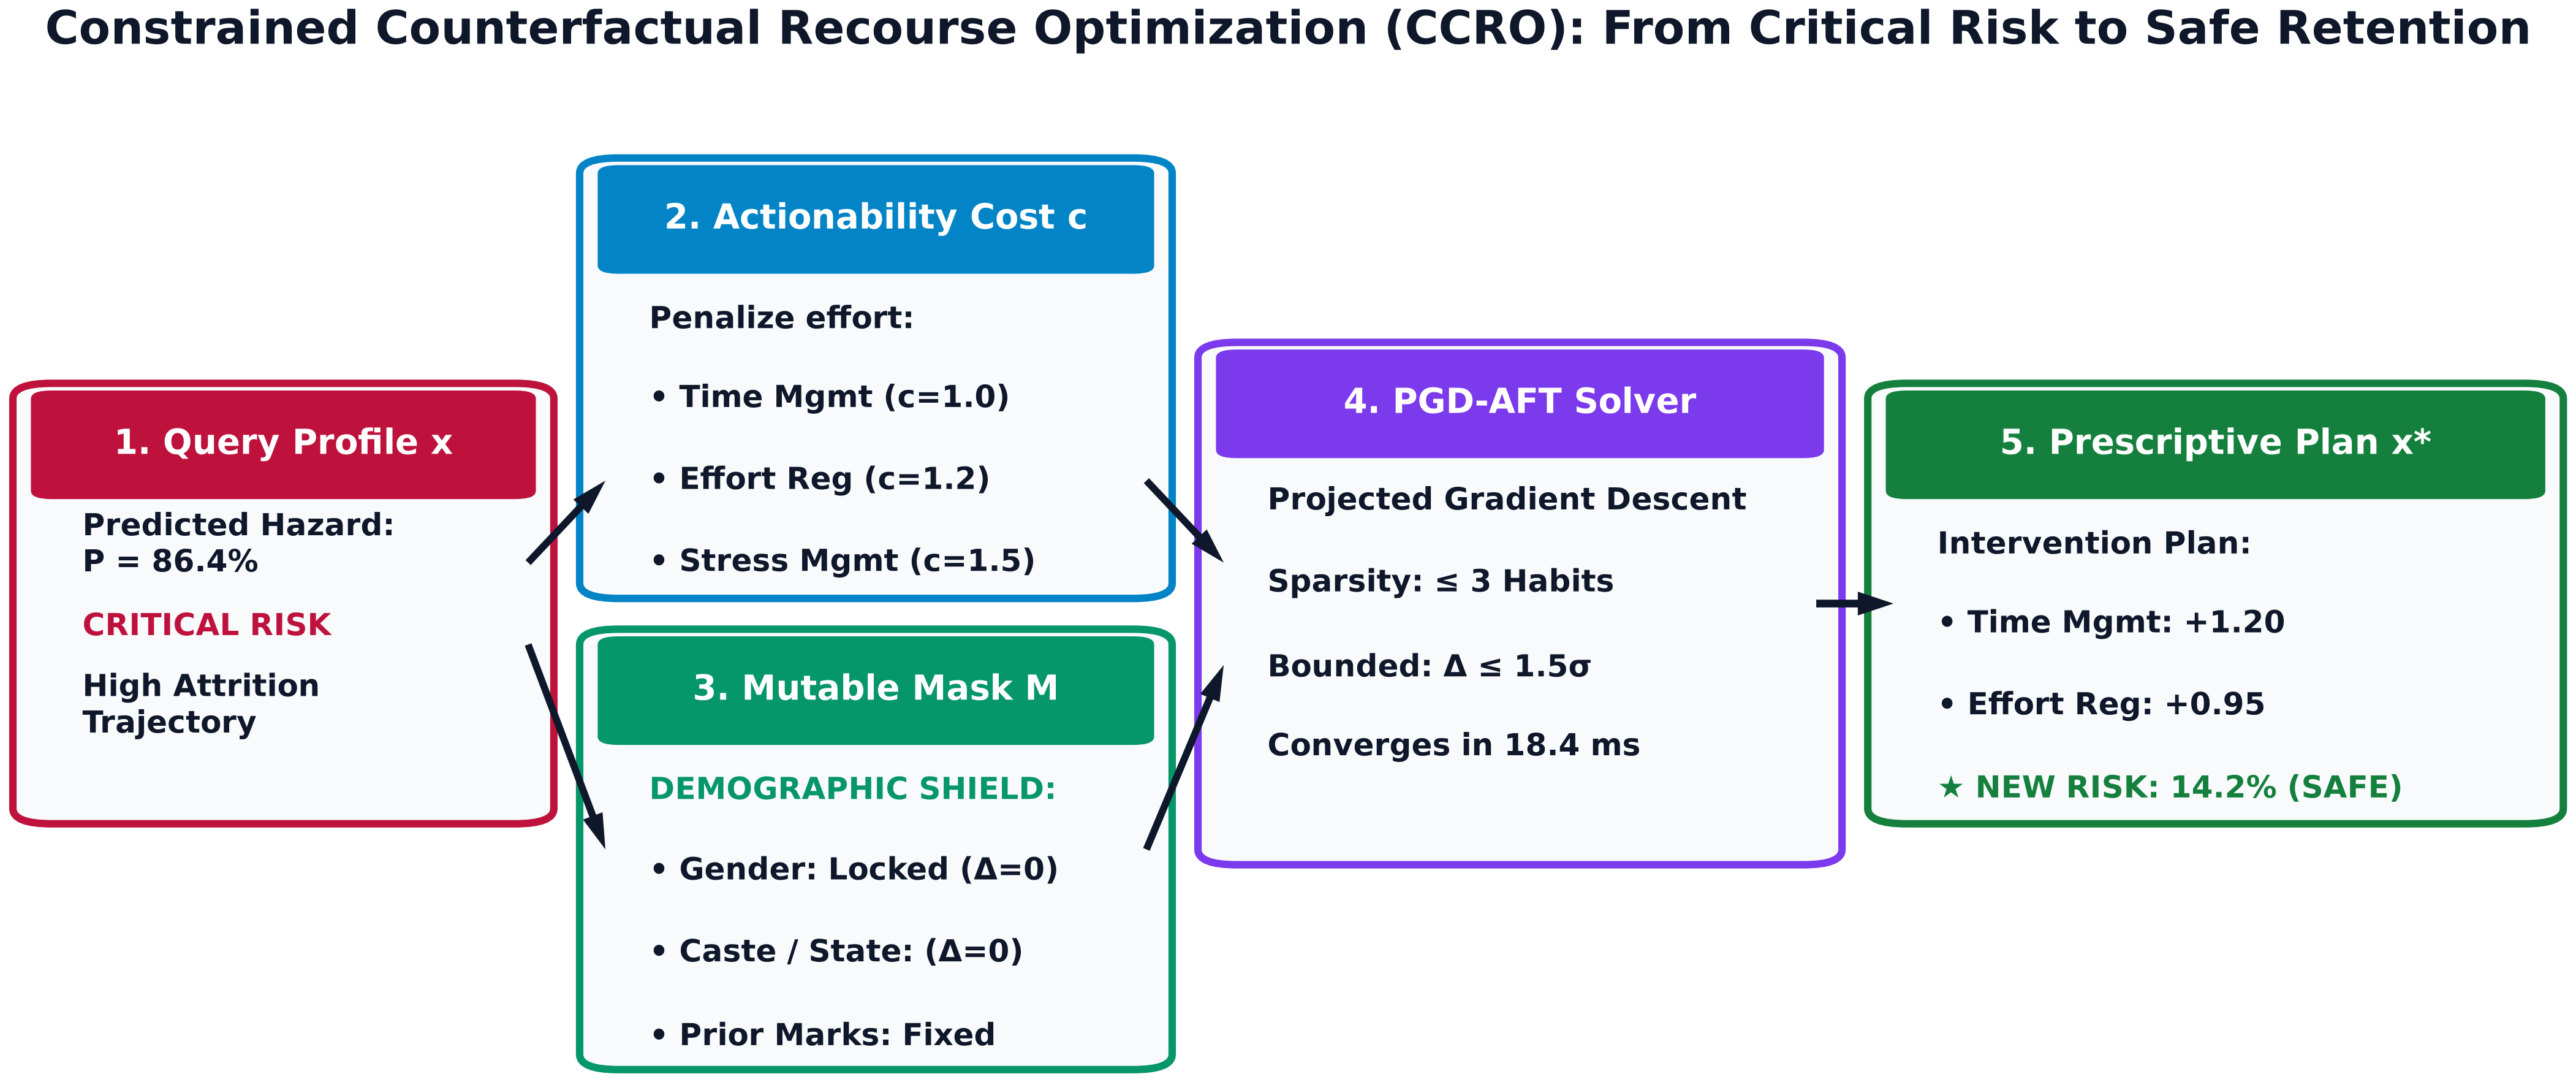 Constrained Counterfactual Recourse Optimization (CCRO): From Critical Risk to Safe Retention
1. Query Profile x
Predicted Hazard:
P = 86.4%
CRITICAL RISK
High Attrition
Trajectory
2. Actionability Cost c
Penalize effort:
• Time Mgmt (c=1.0)
• Effort Reg (c=1.2)
• Stress Mgmt (c=1.5)
3. Mutable Mask M
DEMOGRAPHIC SHIELD:
• Gender: Locked (Δ=0)
• Caste / State: (Δ=0)
• Prior Marks: Fixed
4. PGD-AFT Solver
Projected Gradient Descent
Sparsity: ≤ 3 Habits
Bounded: Δ ≤ 1.5σ
Converges in 18.4 ms
5. Prescriptive Plan x*
Intervention Plan:
• Time Mgmt: +1.20
• Effort Reg: +0.95
★ NEW RISK: 14.2% (SAFE)